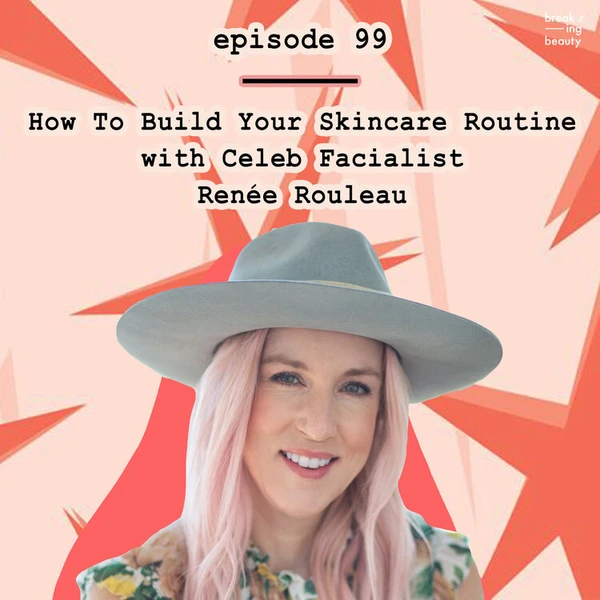 break
ing
beauty
episode 99
How To Build Your Skincare Routine
with Celeb Facialist
Renée Rouleau